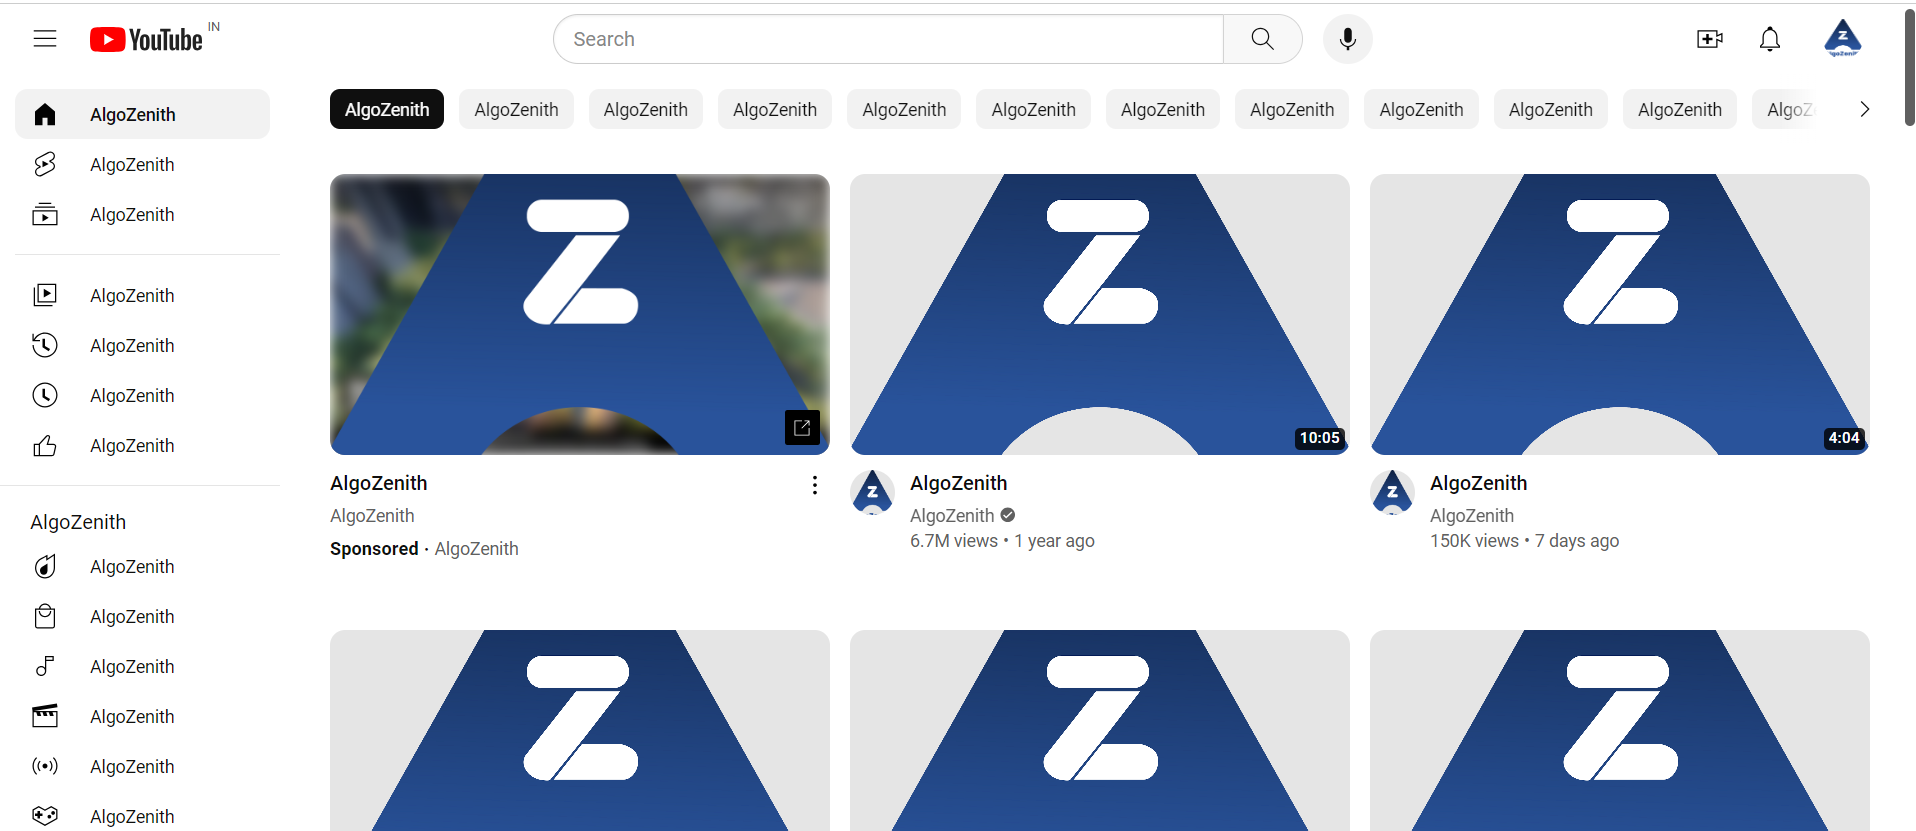 YouTube IN
Search
AlgoZenith
AlgoZenith AlgoZenith AlgoZenith AlgoZenith AlgoZenith AlgoZenith AlgoZenith AlgoZenith AlgoZenith AlgoZenith AlgoZenith
AlgoZenith
AlgoZenith
AlgoZenith
AlgoZenith
AlgoZenith
AlgoZenith
AlgoZenith
AlgoZenith
AlgoZenith
AlgoZenith
AlgoZenith
AlgoZenith
AlgoZenith
AlgoZenith
Z
AlgoZenith
AlgoZenith
Sponsored · AlgoZenith
Z
10:05
Z
AlgoZenith
AlgoZenith
6.7M views • 1 year ago
Z
4:04
Z
AlgoZenith
AlgoZenith
150K views • 7 days ago
Z
Z
Z